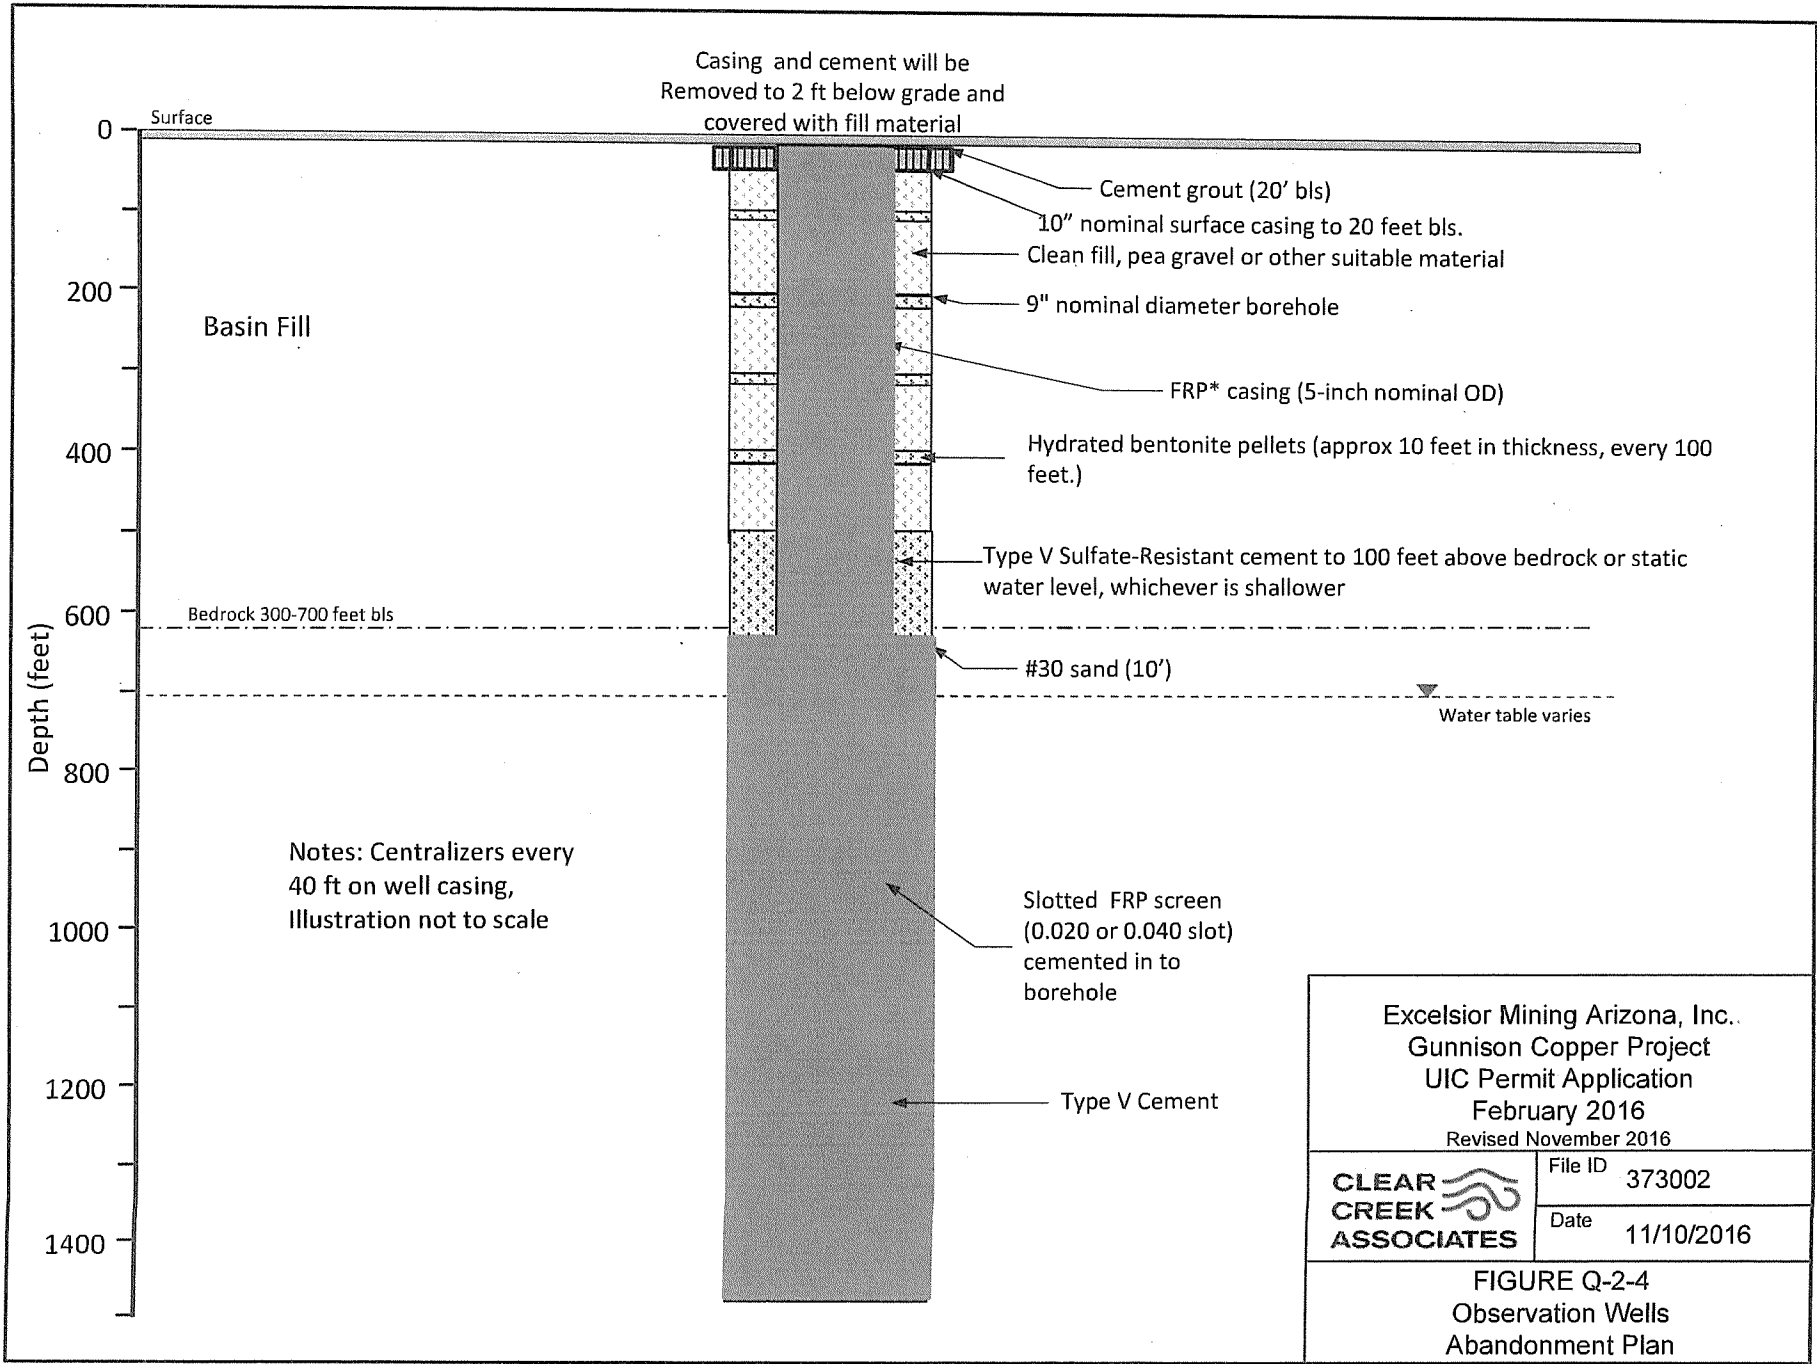 Casing and cement will be
Removed to 2 ft below grade and
covered with fill material
Surface
0
Cement grout (20' bls)
10" nominal surface casing to 20 feet bls.
Clean fill, pea gravel or other suitable material
200
9" nominal diameter borehole
Basin Fill
FRP* casing (5-inch nominal OD)
400
Hydrated bentonite pellets (approx 10 feet in thickness, every 100
feet.)
Type V Sulfate-Resistant cement to 100 feet above bedrock or static
water level, whichever is shallower
600
Bedrock 300-700 feet bls
#30 sand (10')
Depth (feet)
Water table varies
800
Notes: Centralizers every
40 ft on well casing,
Illustration not to scale
1000
Slotted FRP screen
(0.020 or 0.040 slot)
cemented in to
borehole
1200
Type V Cement
1400
Excelsior Mining Arizona, Inc.
Gunnison Copper Project
UIC Permit Application
February 2016
Revised November 2016
CLEAR
CREEK
ASSOCIATES
File ID 373002
Date 11/10/2016
FIGURE Q-2-4
Observation Wells
Abandonment Plan